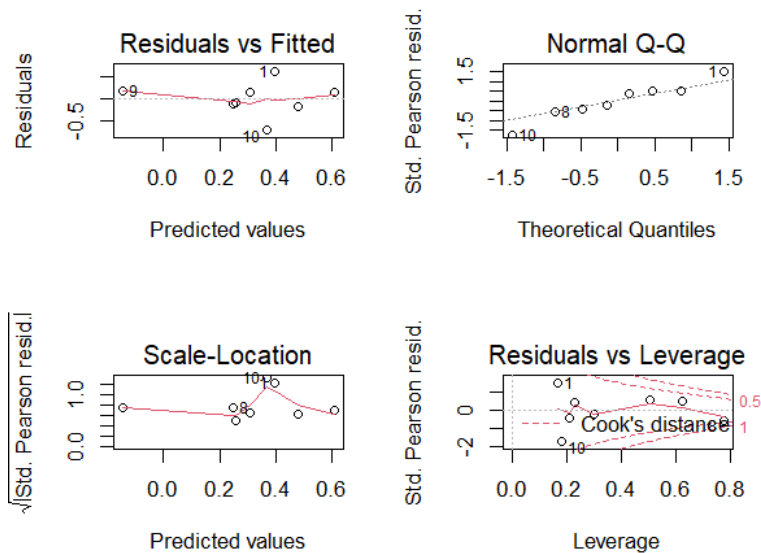 Residuals vs Fitted
Residuals
-0.5
9
1
10
0.0 0.2 0.4 0.6
Predicted values
Normal Q-Q
Std. Pearson resid.
-1.5 1.5
1
8
10
-1.5 -0.5 0.5 1.5
Theoretical Quantiles
Scale-Location
√|Std. Pearson resid.|
0.0 1.0
10
1
8
0.0 0.2 0.4 0.6
Predicted values
Residuals vs Leverage
Std. Pearson resid.
-2 0
1
10
Cook's distance
0.5
1
0.0 0.2 0.4 0.6 0.8
Leverage